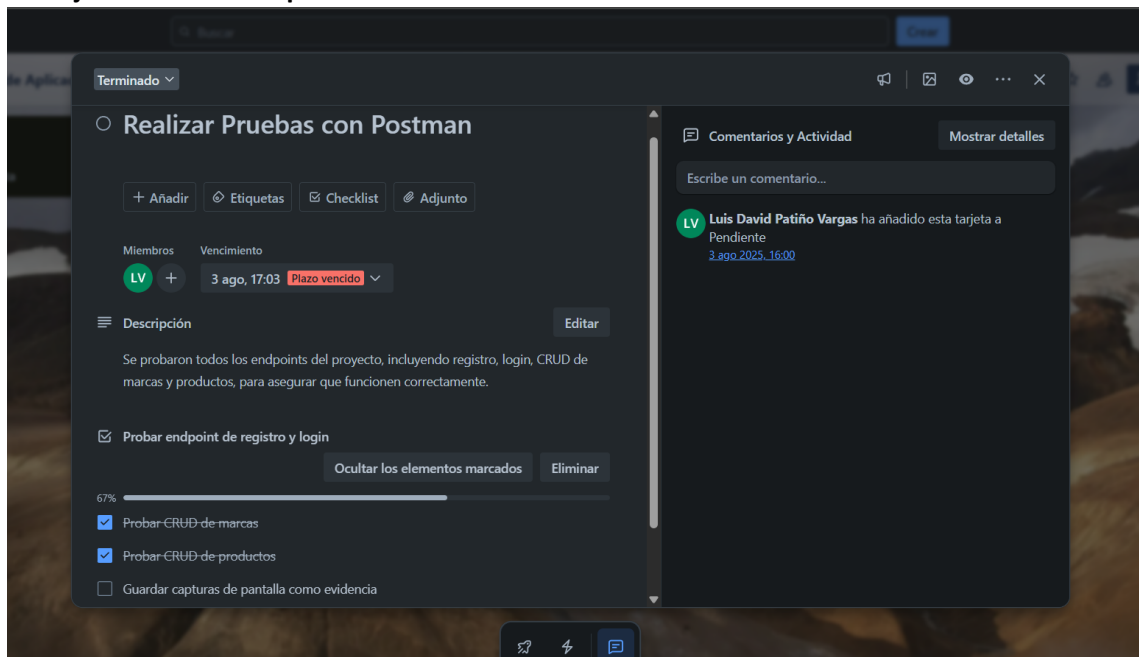 Buscar
Crear
de Aplicac
Terminado
Realizar Pruebas con Postman
+ Añadir
Etiquetas
Checklist
Adjunto
Miembros
Vencimiento
LV
+
3 ago, 17:03 Plazo vencido
Descripción
Editar
Se probaron todos los endpoints del proyecto, incluyendo registro, login, CRUD de
marcas y productos, para asegurar que funcionen correctamente.
Probar endpoint de registro y login
Ocultar los elementos marcados
Eliminar
67%
Probar CRUD de marcas
Probar CRUD de productos
Guardar capturas de pantalla como evidencia
Comentarios y Actividad
Mostrar detalles
Escribe un comentario...
LV
Luis David Patiño Vargas ha añadido esta tarjeta a
Pendiente
3 ago 2025, 16:00